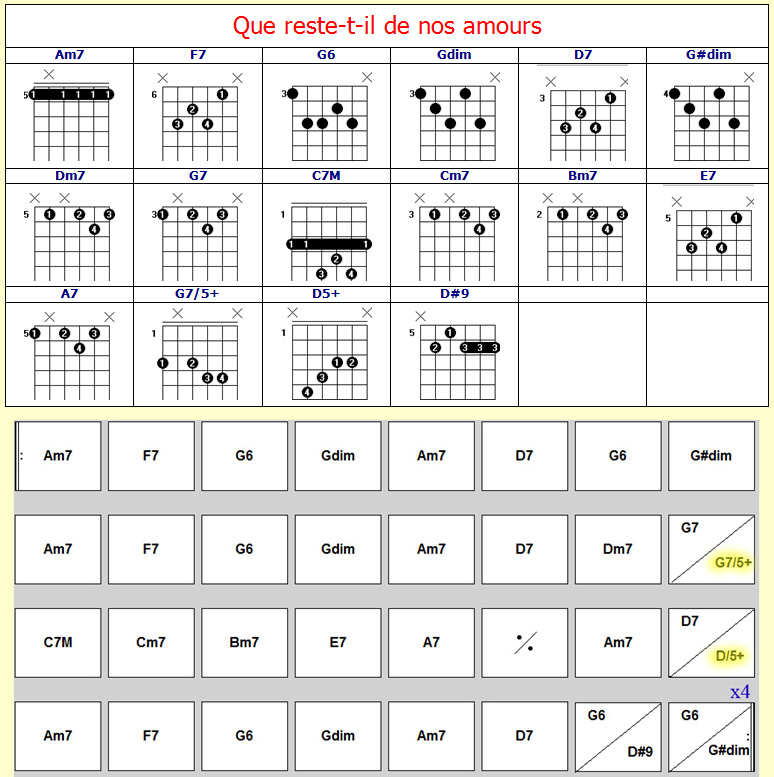 Que reste-t-il de nos amours
Am7 F7 G6 Gdim D7 G#dim
5 6 3 3 3 4
1 1 1 1 1 1 2 3 4 1 2 3 4
Dm7 G7 C7M Cm7 Bm7 E7
5 3 1 3 2 5
1 2 3 4 1 2 3 4 1 1 1 2 3 4 1 2 3 4 1 2 3 4 1 2 3 4
A7 G7/5+ D5+ D#9
5 1 1 5
1 2 3 4 1 2 3 4 1 2 3 4 1 2 3 3 3
: Am7 F7 G6 Gdim Am7 D7 G6 G#dim
Am7 F7 G6 Gdim Am7 D7 Dm7 G7 G7/5+
C7M Cm7 Bm7 E7 A7 ٪ Am7 D7 D/5+
x4
Am7 F7 G6 Gdim Am7 D7 G6 D#9 G6 G#dim :